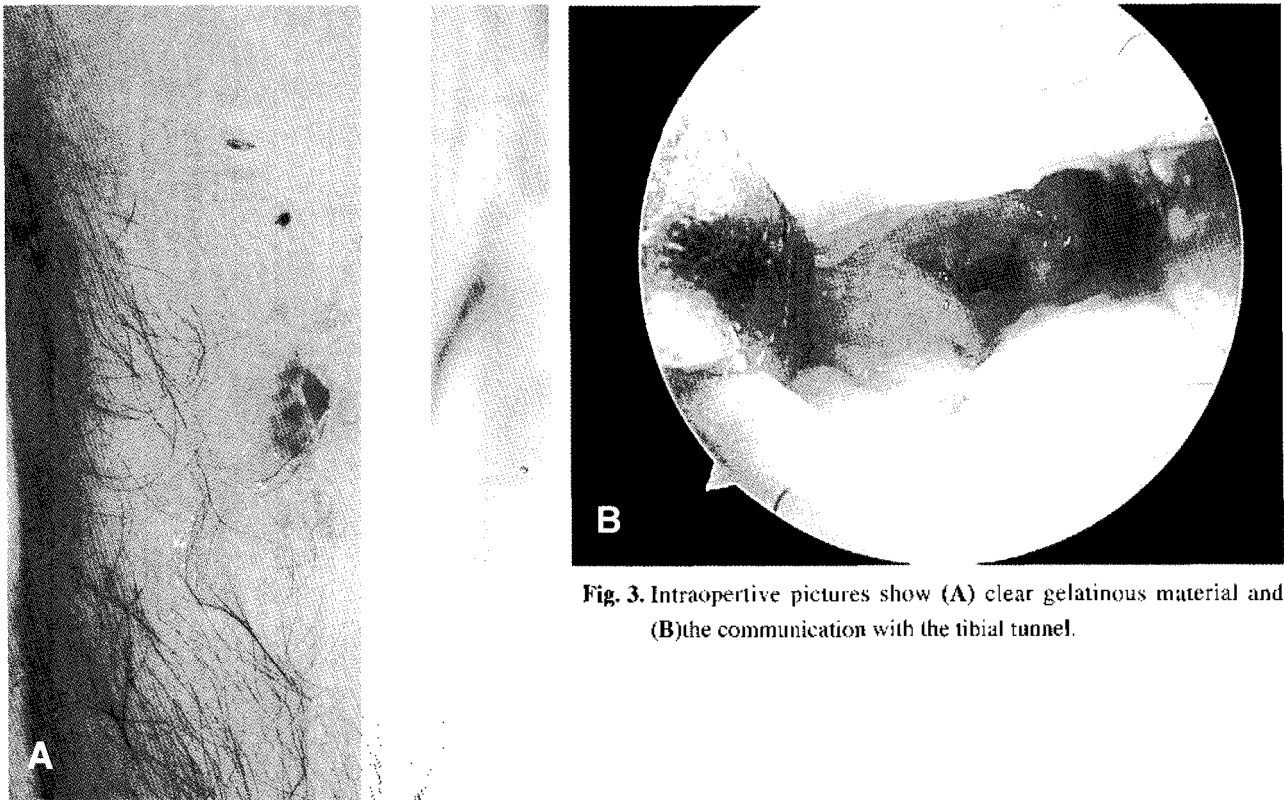 A
B
Fig. 3. Intraopertive pictures show (A) clear gelatinous material and
(B)the communication with the tibial tunnel.